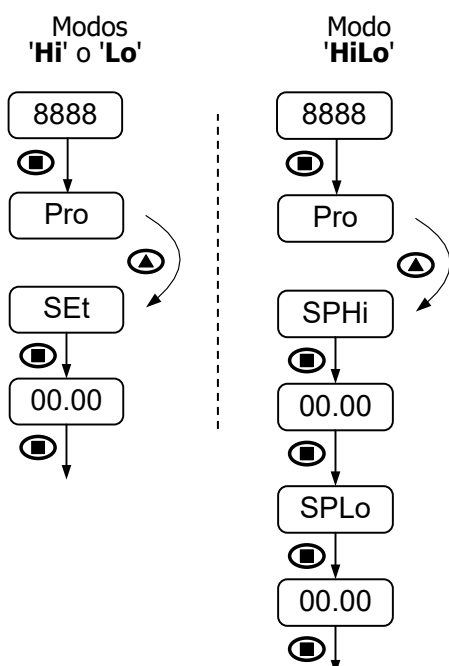 Modos
'Hi' o 'Lo'
8888
Pro
SEt
00.00
Modo
'HiLo'
8888
Pro
SPHi
00.00
SPLo
00.00